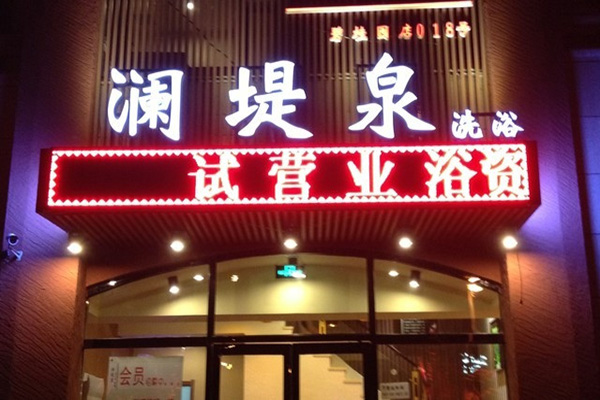 碧桂园店018号
澜堤泉 洗浴
试营业 浴资
会员